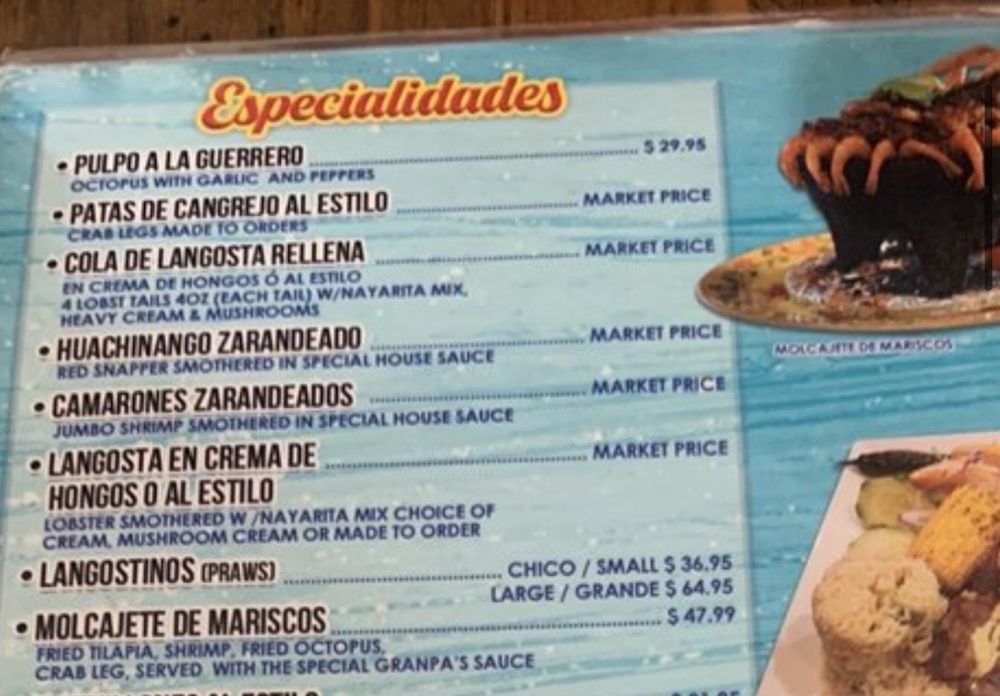 Especialidades
• PULPO A LA GUERRERO ........ $ 29.95
OCTOPUS WITH GARLIC AND PEPPERS
• PATAS DE CANGREJO AL ESTILO ........ MARKET PRICE
CRAB LEGS MADE TO ORDERS
• COLA DE LANGOSTA RELLENA ........ MARKET PRICE
EN CREMA DE HONGOS Ó AL ESTILO
4 LOBST TAILS 4OZ (EACH TAIL) W/NAYARITA MIX,
HEAVY CREAM & MUSHROOMS
• HUACHINANGO ZARANDEADO ........ MARKET PRICE
RED SNAPPER SMOTHERED IN SPECIAL HOUSE SAUCE
• CAMARONES ZARANDEADOS ........ MARKET PRICE
JUMBO SHRIMP SMOTHERED IN SPECIAL HOUSE SAUCE
• LANGOSTA EN CREMA DE ........ MARKET PRICE
HONGOS O AL ESTILO
LOBSTER SMOTHERED W /NAYARITA MIX CHOICE OF
CREAM, MUSHROOM CREAM OR MADE TO ORDER
• LANGOSTINOS (PRAWS) ........ CHICO / SMALL $ 36.95
LARGE / GRANDE $ 64.95
• MOLCAJETE DE MARISCOS ........ $ 47.99
FRIED TILAPIA, SHRIMP, FRIED OCTOPUS,
CRAB LEG, SERVED WITH THE SPECIAL GRANPA'S SAUCE
MOLCAJETE DE MARISCOS